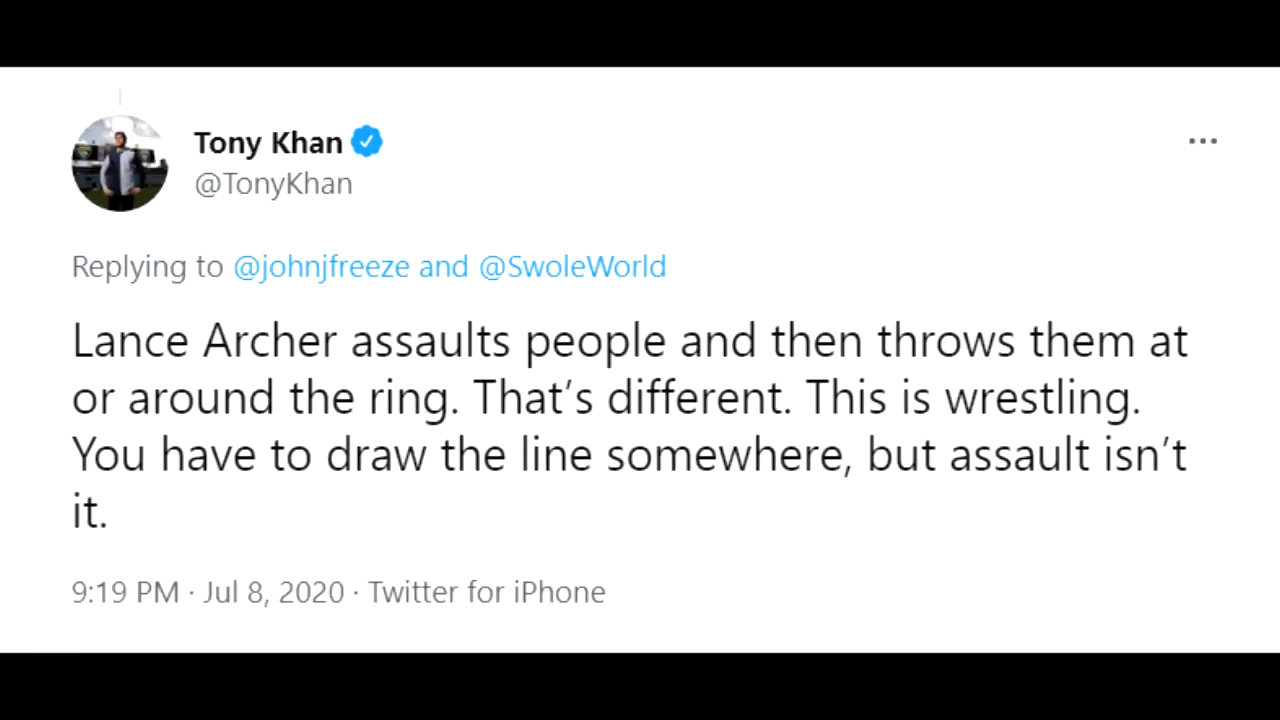 Tony Khan
@TonyKhan
Replying to @johnjfreeze and @SwoleWorld
Lance Archer assaults people and then throws them at
or around the ring. That’s different. This is wrestling.
You have to draw the line somewhere, but assault isn’t
it.
9:19 PM · Jul 8, 2020 · Twitter for iPhone